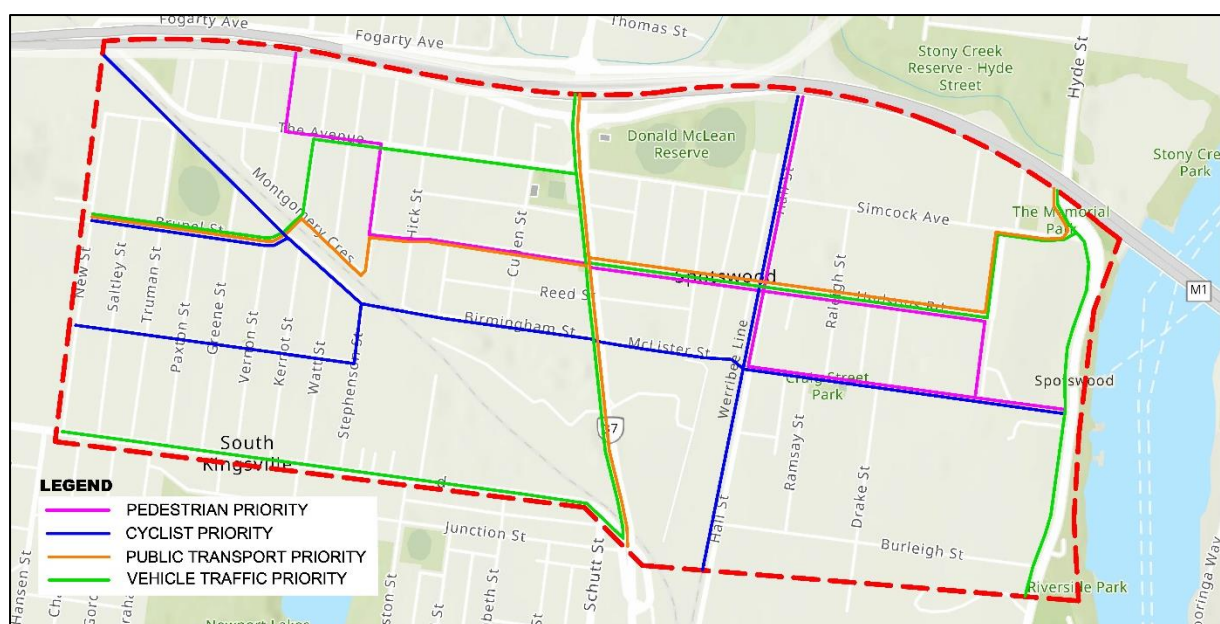 Fogarty Ave
Fogarty Ave
Thomas St
Hyde St
Stony Creek
Reserve - Hyde
Street
Stony Cre
Park
The Avenue
Donald McLean
Reserve
Hall St
Simcock Ave
The Memorial
Park
Montgomery Cres
Hick St
Cullen St
Brunel St
New St
Saltley St
Truman St
Paxton St
Greene St
Vernon St
Kerrot St
Watt St
Stephenson St
Reed St
Spotswood
Raleigh St
Hudsons Rd
M1
Birmingham St
McLister St
Werribee Line
Craig Street
Park
Spotswood
Ramsay St
Drake St
South
Kingsville
d
Junction St
Schutt St
Hall St
Burleigh St
Riverside Park
LEGEND
PEDESTRIAN PRIORITY
CYCLIST PRIORITY
PUBLIC TRANSPORT PRIORITY
VEHICLE TRAFFIC PRIORITY
Hansen St
Newport Lakes